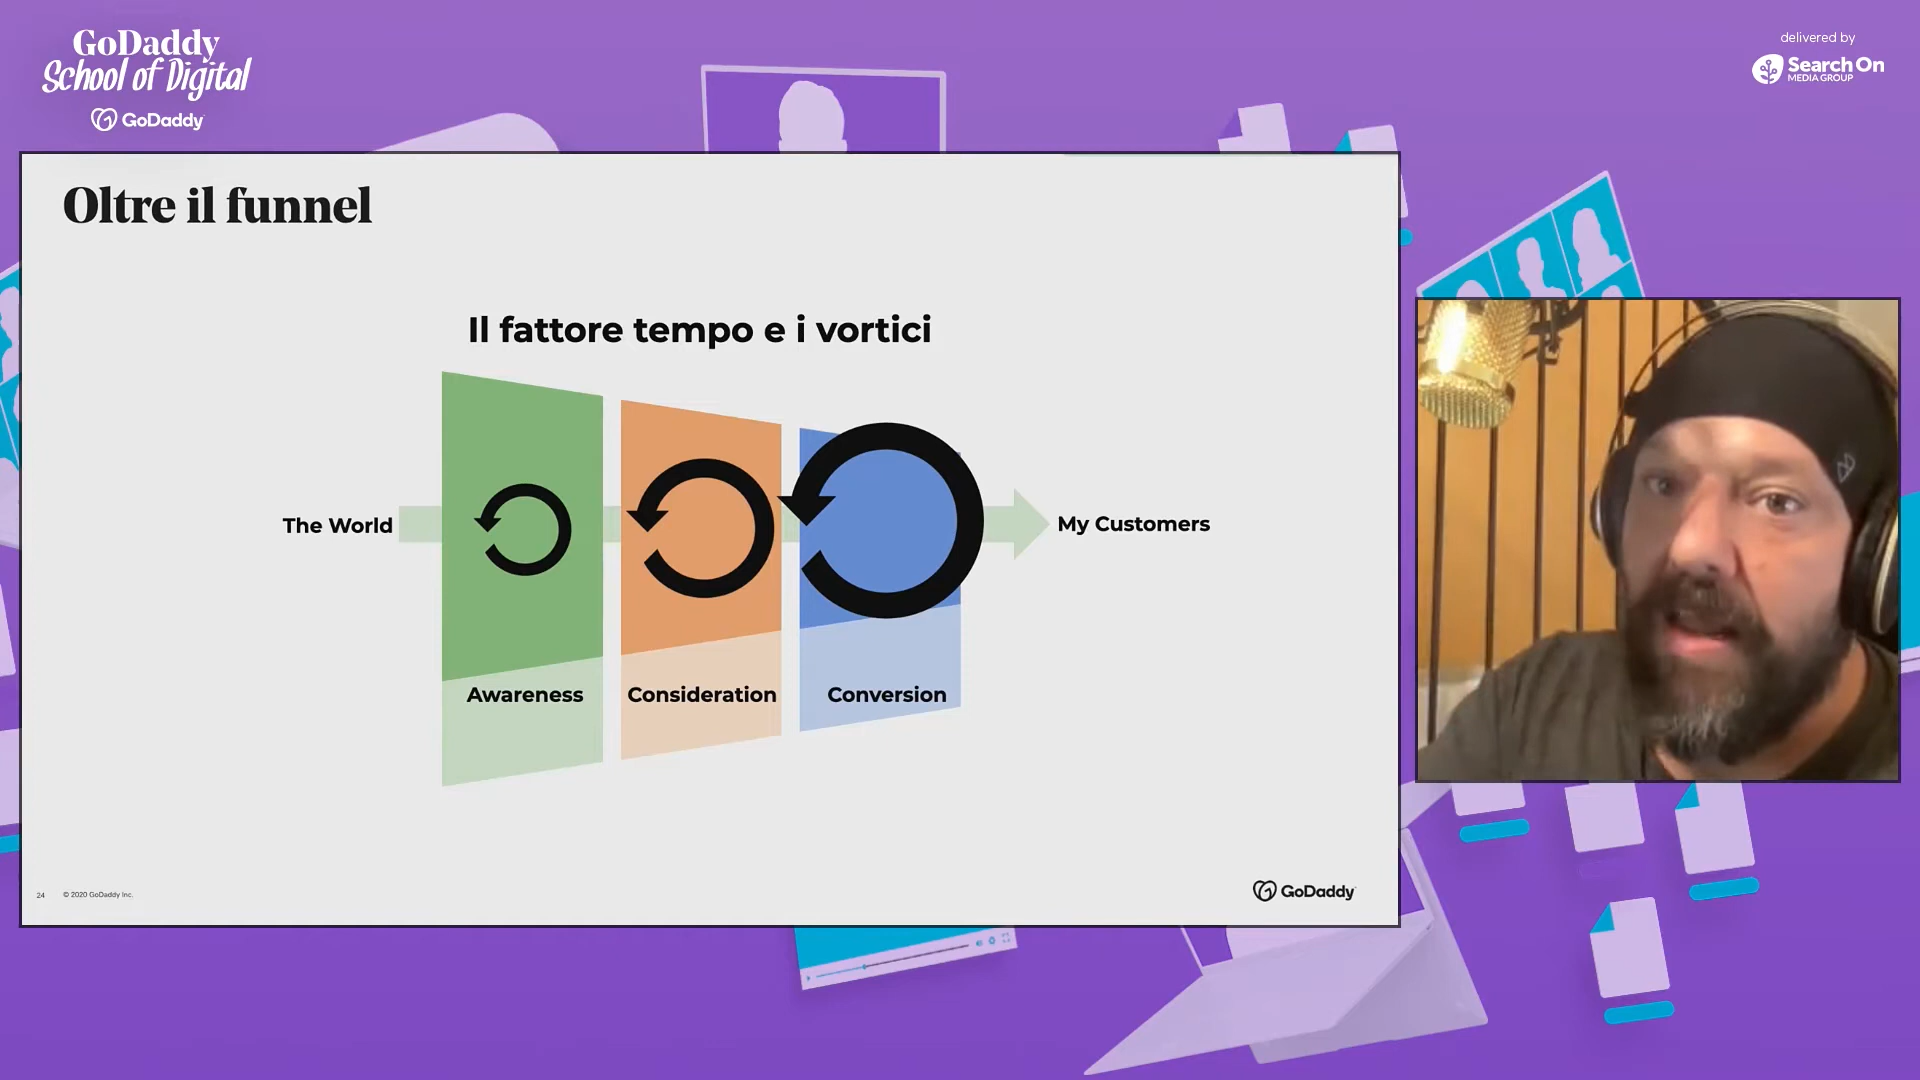 GoDaddy
School of Digital
GoDaddy
delivered by
Search On
MEDIA GROUP
Oltre il funnel
Il fattore tempo e i vortici
The World
My Customers
Awareness
Consideration
Conversion
24
© 2020 GoDaddy Inc.
GoDaddy